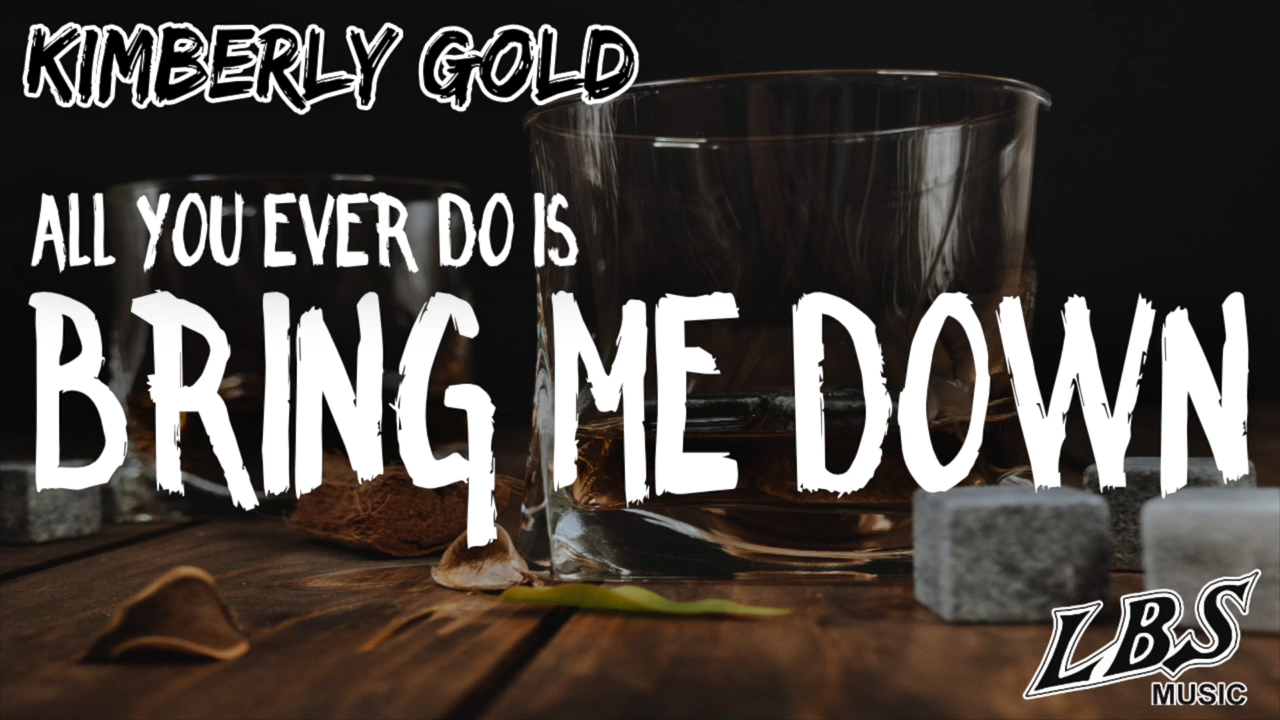 KIMBERLY GOLD
ALL YOU EVER DO IS
BRING ME DOWN
LBS
MUSIC